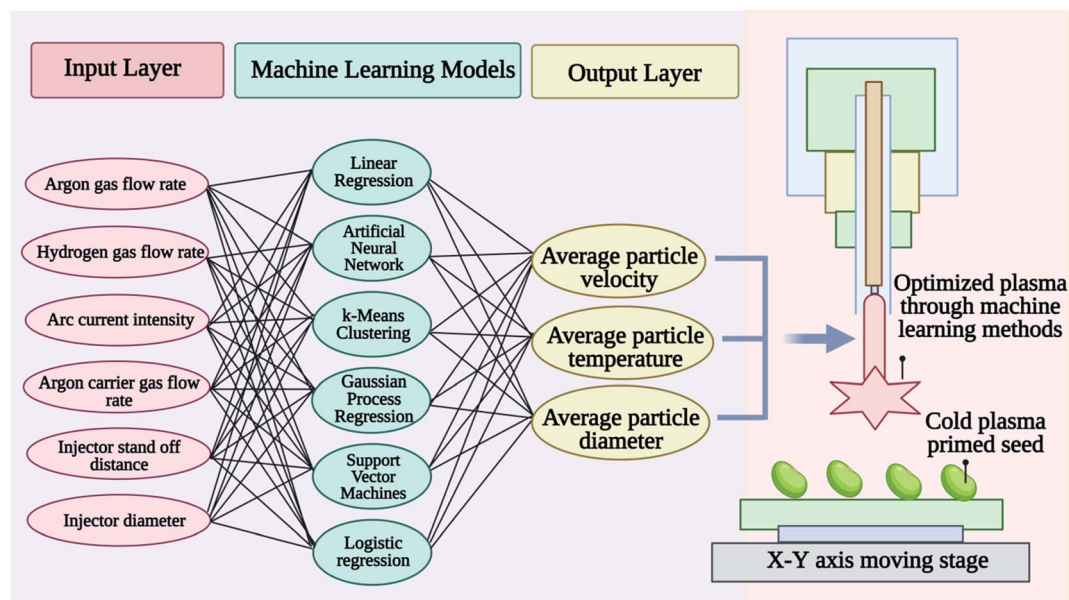 Input Layer
Machine Learning Models
Output Layer
Argon gas flow rate
Hydrogen gas flow rate
Arc current intensity
Argon carrier gas flow
rate
Injector stand off
distance
Injector diameter
Linear
Regression
Artificial
Neural
Network
k-Means
Clustering
Gaussian
Process
Regression
Support
Vector
Machines
Logistic
regression
Average particle
velocity
Average particle
temperature
Average particle
diameter
Optimized plasma
through machine
learning methods
Cold plasma
primed seed
X-Y axis moving stage